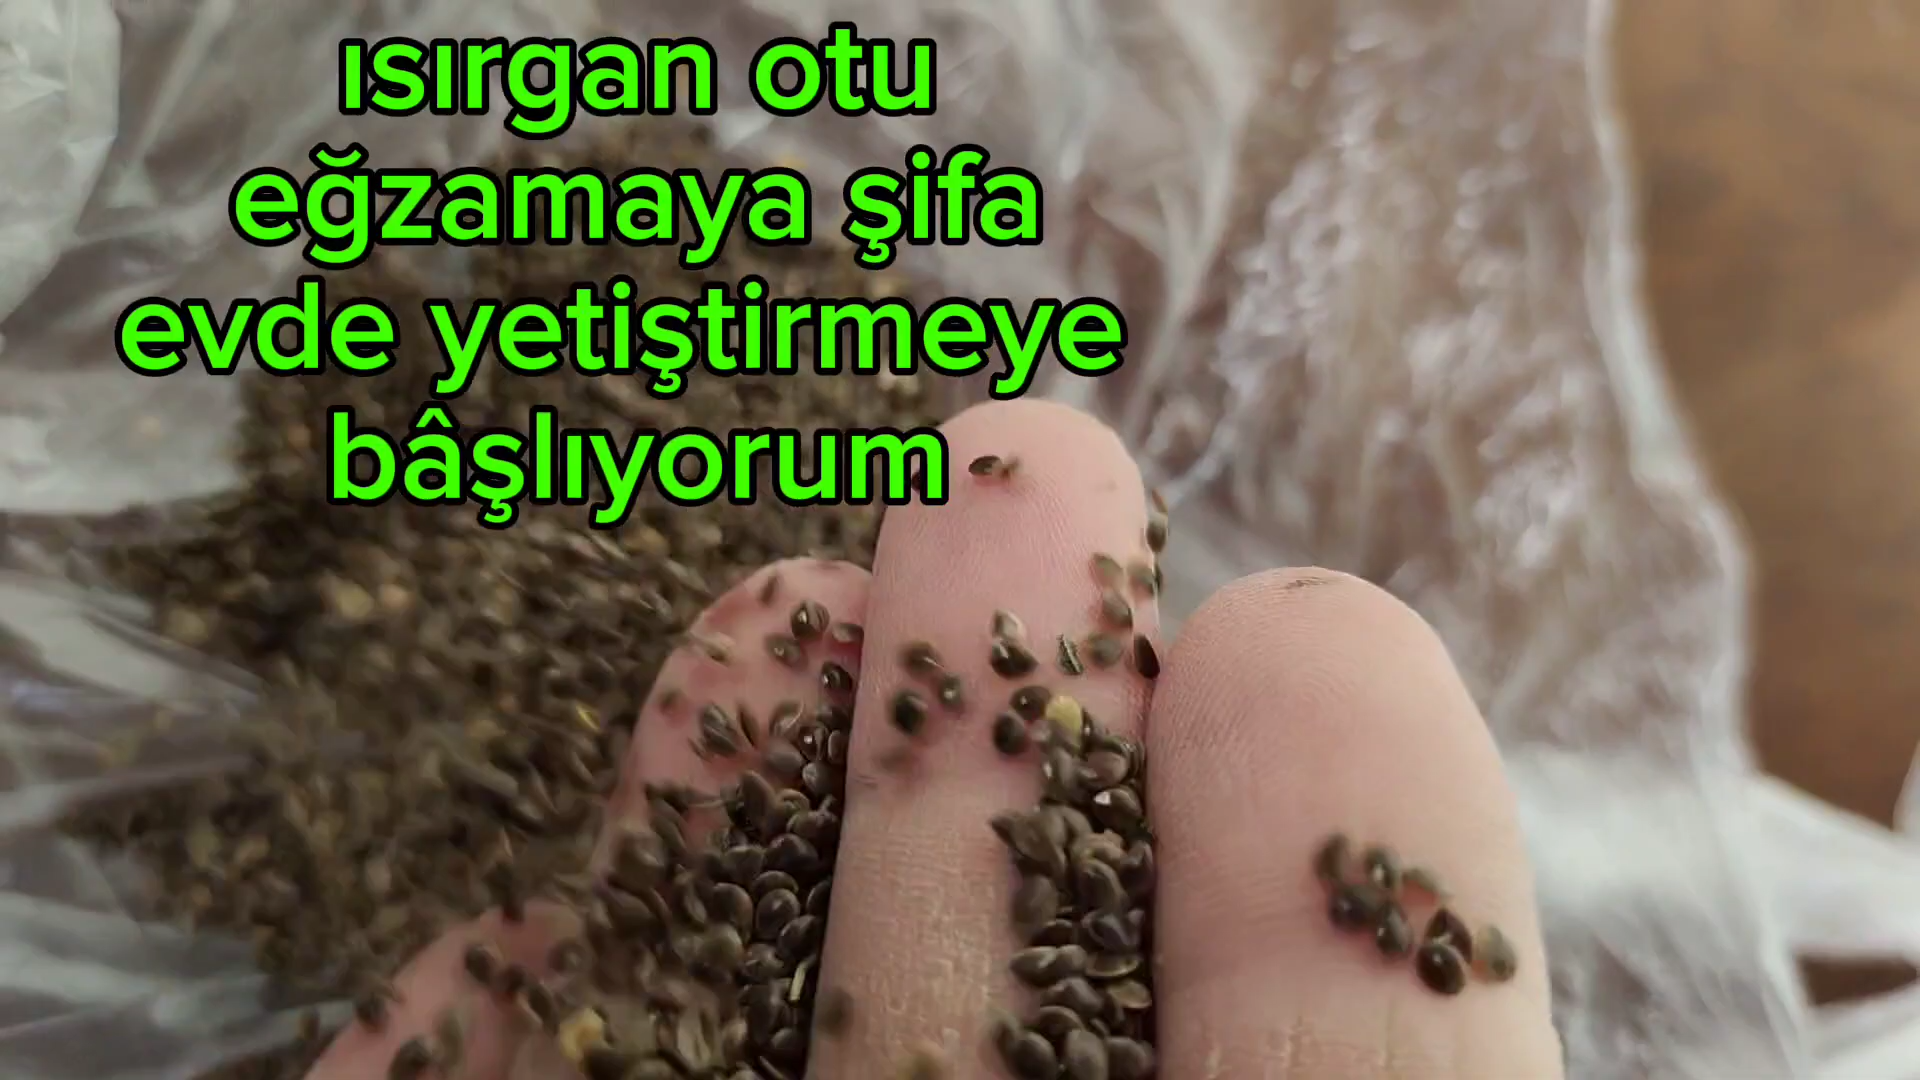 ısırgan otu
eğzamaya şifa
evde yetiştirmeye
bâşlıyorum